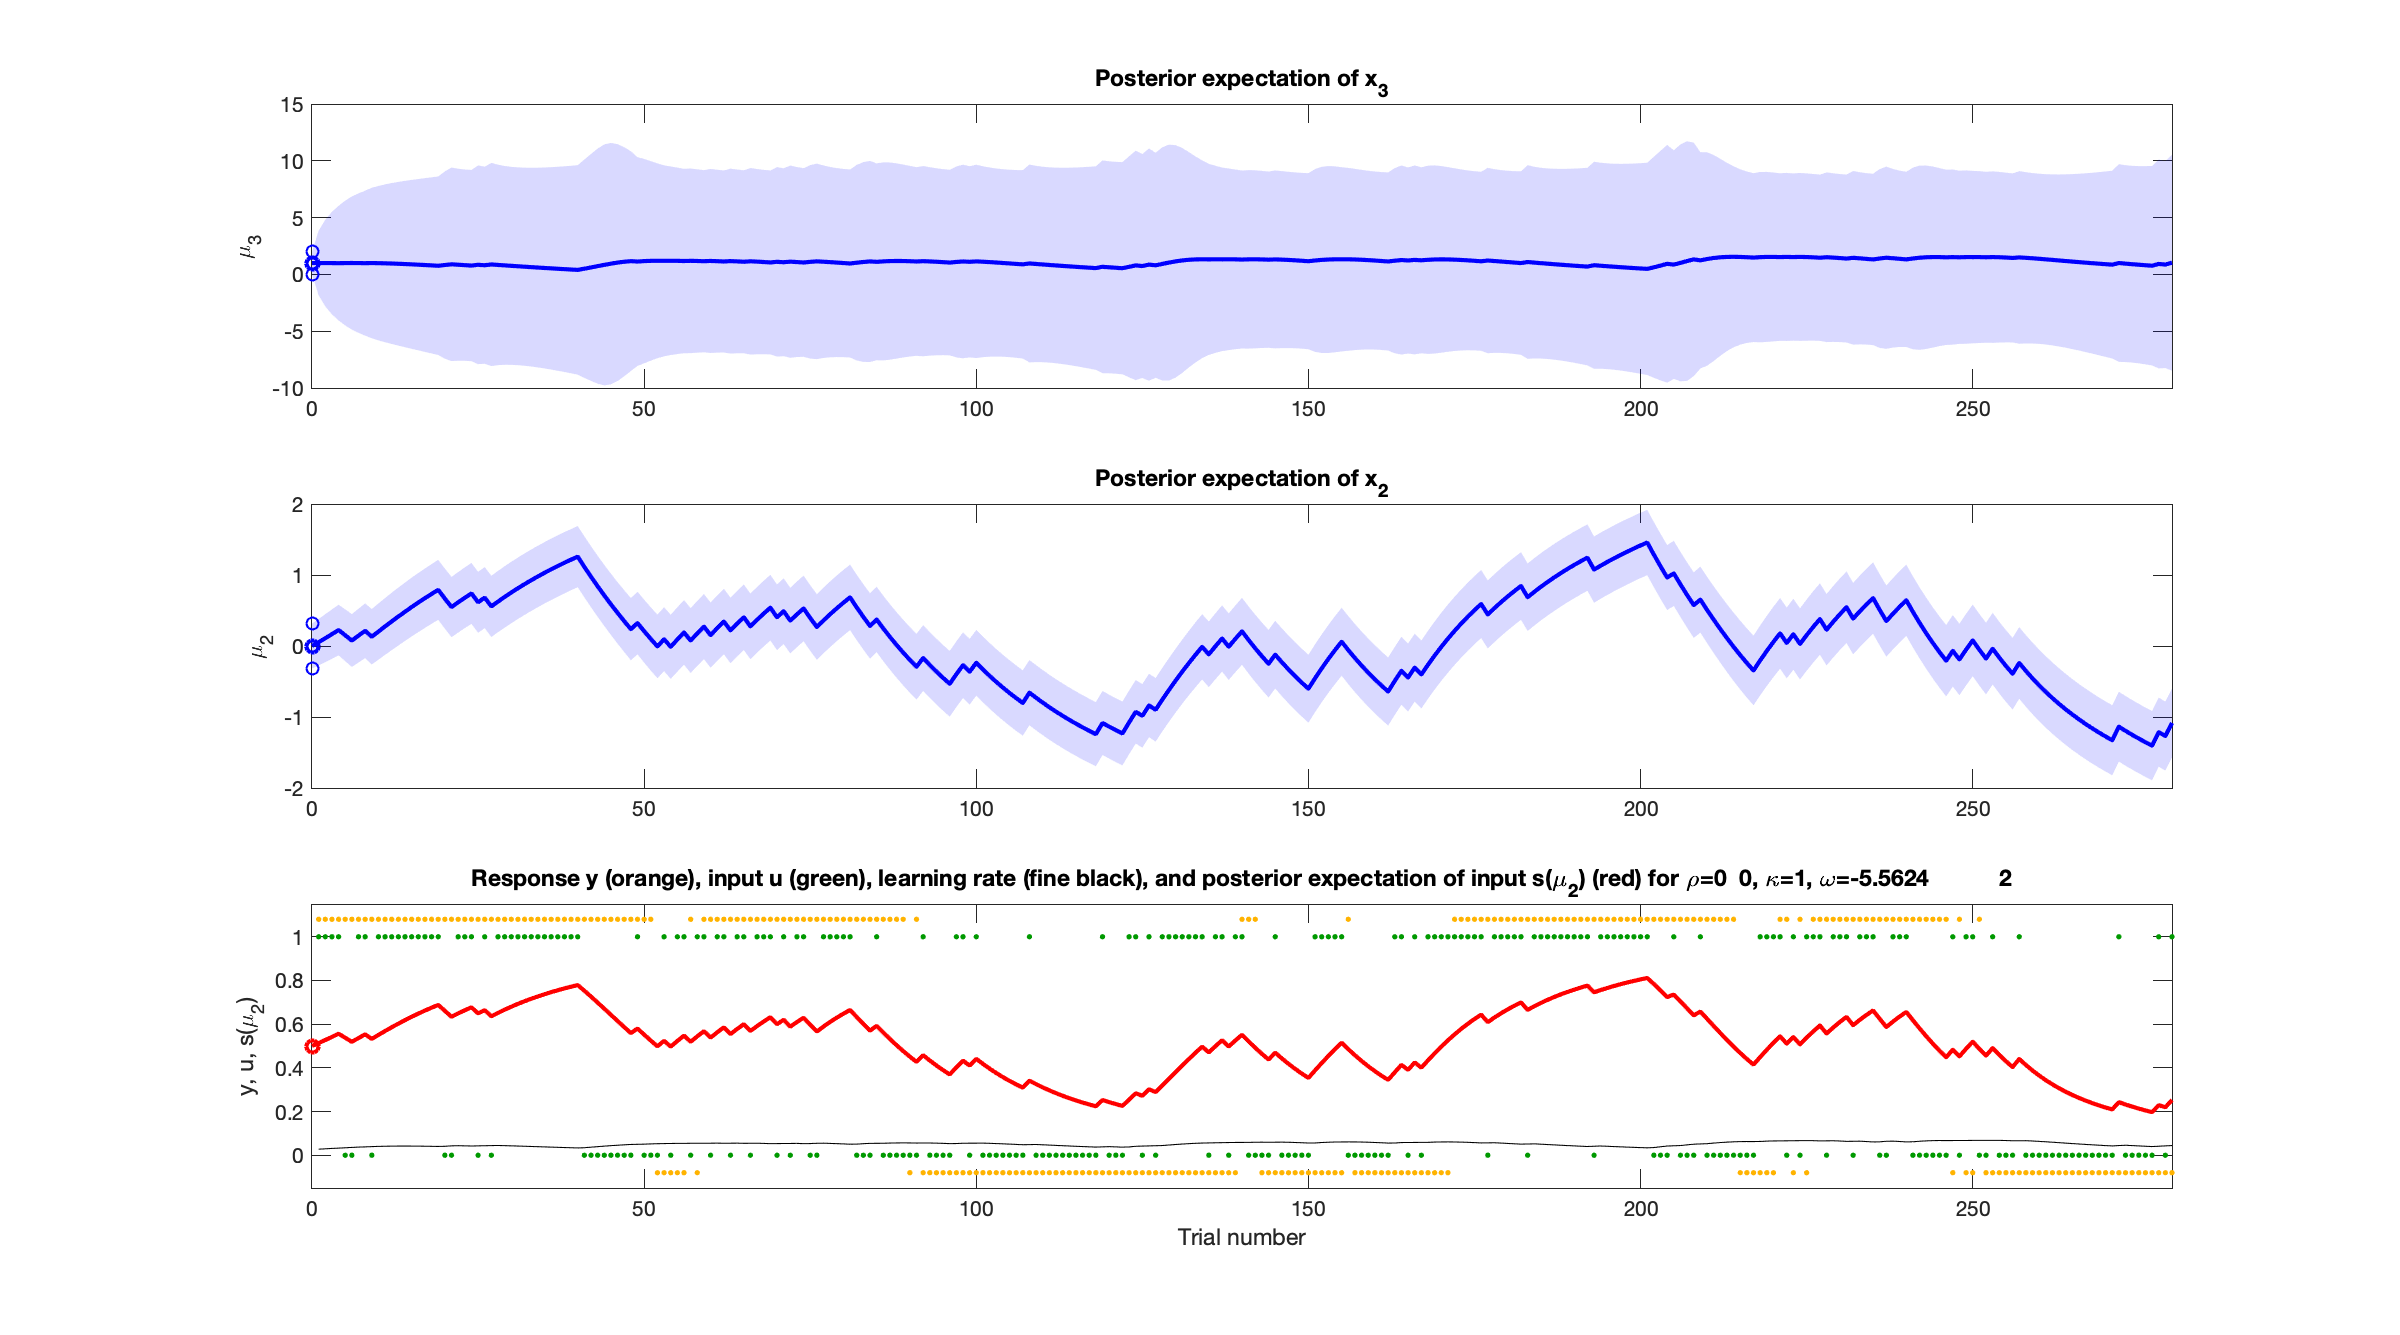 Posterior expectation of x3
15
10
5
0
-5
-10
μ3
0 50 100 150 200 250
Posterior expectation of x2
2
1
0
-1
-2
μ2
0 50 100 150 200 250
Response y (orange), input u (green), learning rate (fine black), and posterior expectation of input s(μ2) (red) for ρ=0 0, κ=1, ω=-5.5624 2
1
0.8
0.6
0.4
0.2
0
y, u, s(μ2)
0 50 100 150 200 250
Trial number